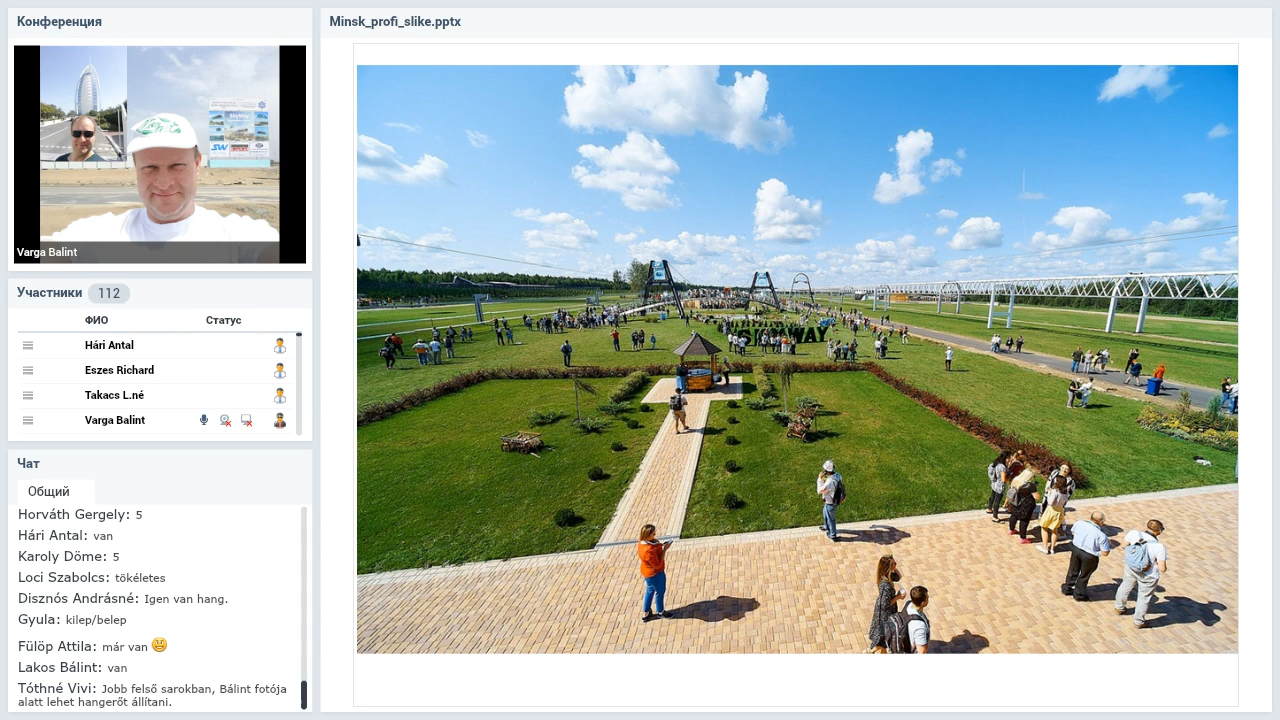 Конференция
SkyWay
SW
Varga Balint
Участники 112
ФИО Статус
Hári Antal
Eszes Richard
Takacs L.né
Varga Balint
Чат
Общий
Horváth Gergely: 5
Hári Antal: van
Karoly Döme: 5
Loci Szabolcs: tökéletes
Disznós Andrásné: Igen van hang.
Gyula: kilep/belep
Fülöp Attila: már van
Lakos Bálint: van
Tóthné Vivi: Jobb felső sarokban, Bálint fotója
alatt lehet hangerőt állítani.
Minsk_profi_slike.pptx
SKYWAY